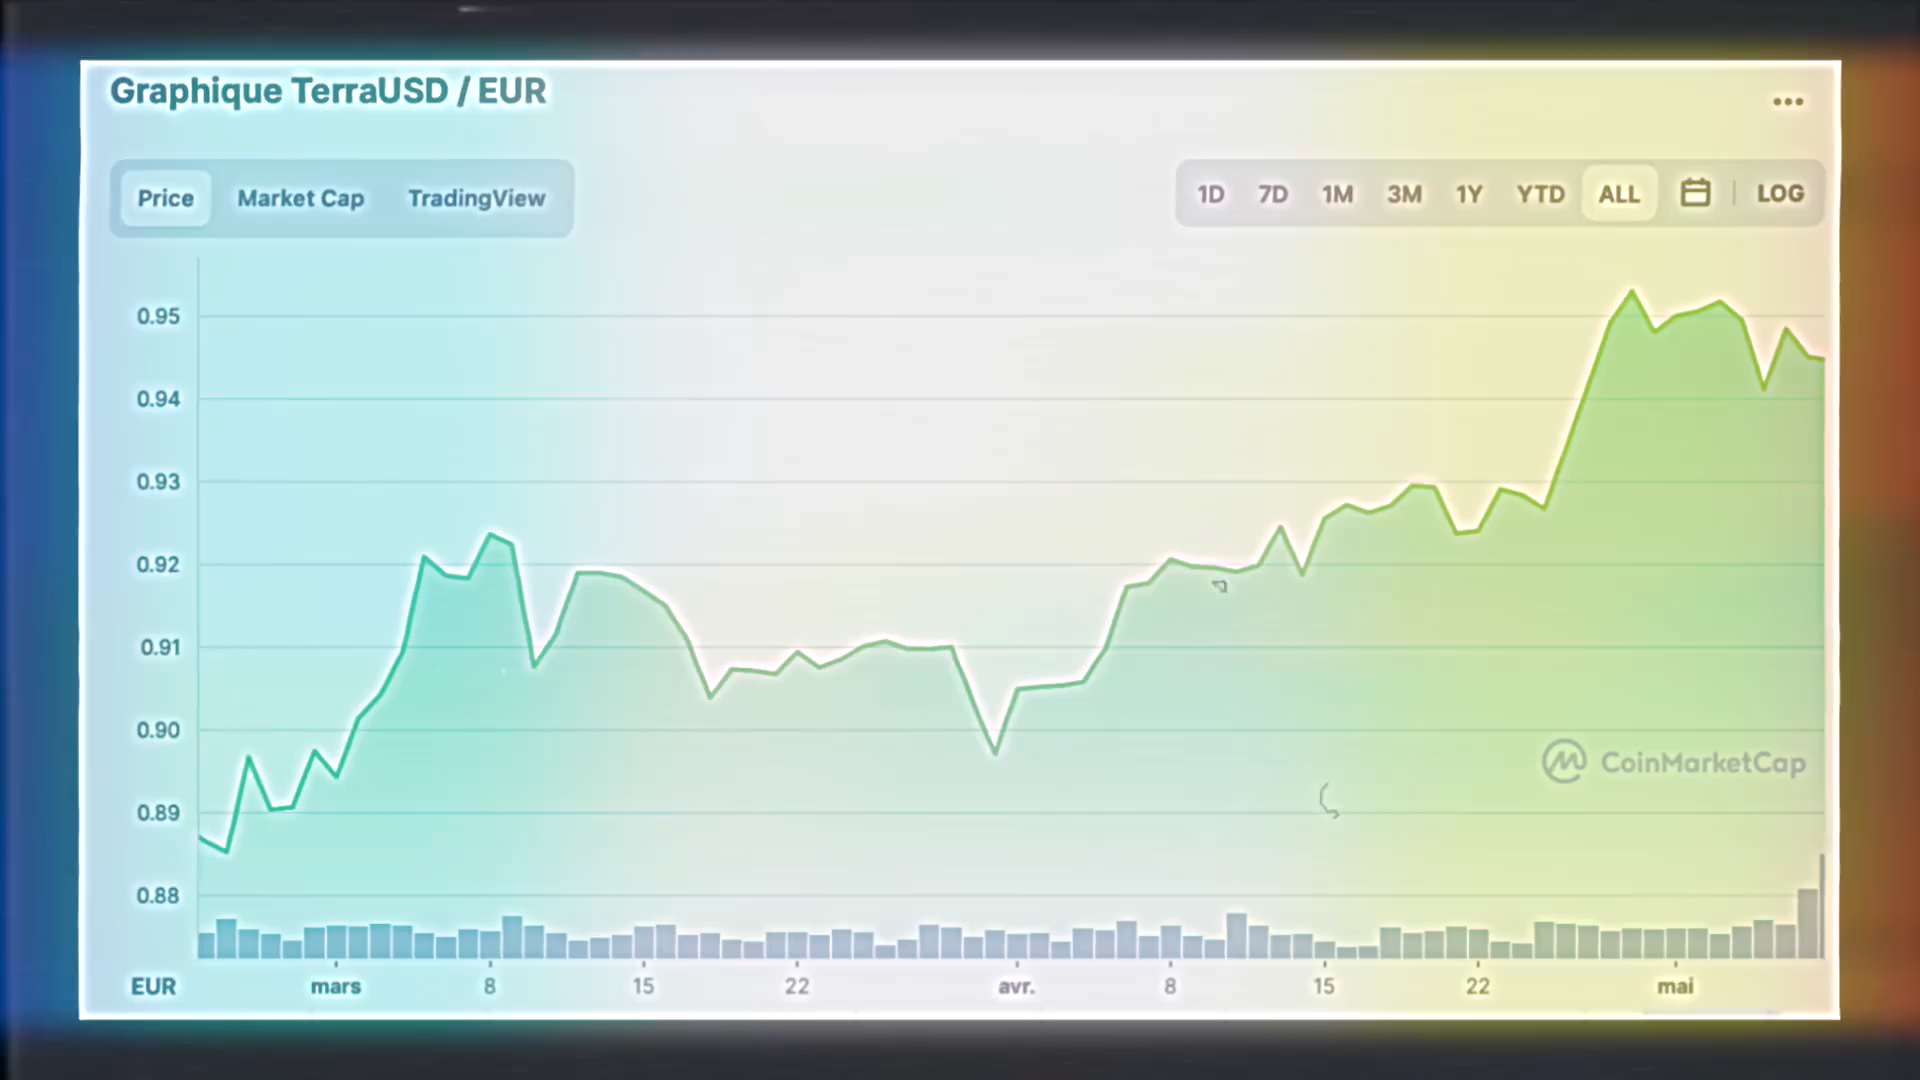 Graphique TerraUSD / EUR
Price Market Cap TradingView
1D 7D 1M 3M 1Y YTD ALL LOG
0.95
0.94
0.93
0.92
0.91
0.90
0.89
0.88
CoinMarketCap
EUR mars 8 15 22 avr. 8 15 22 mai